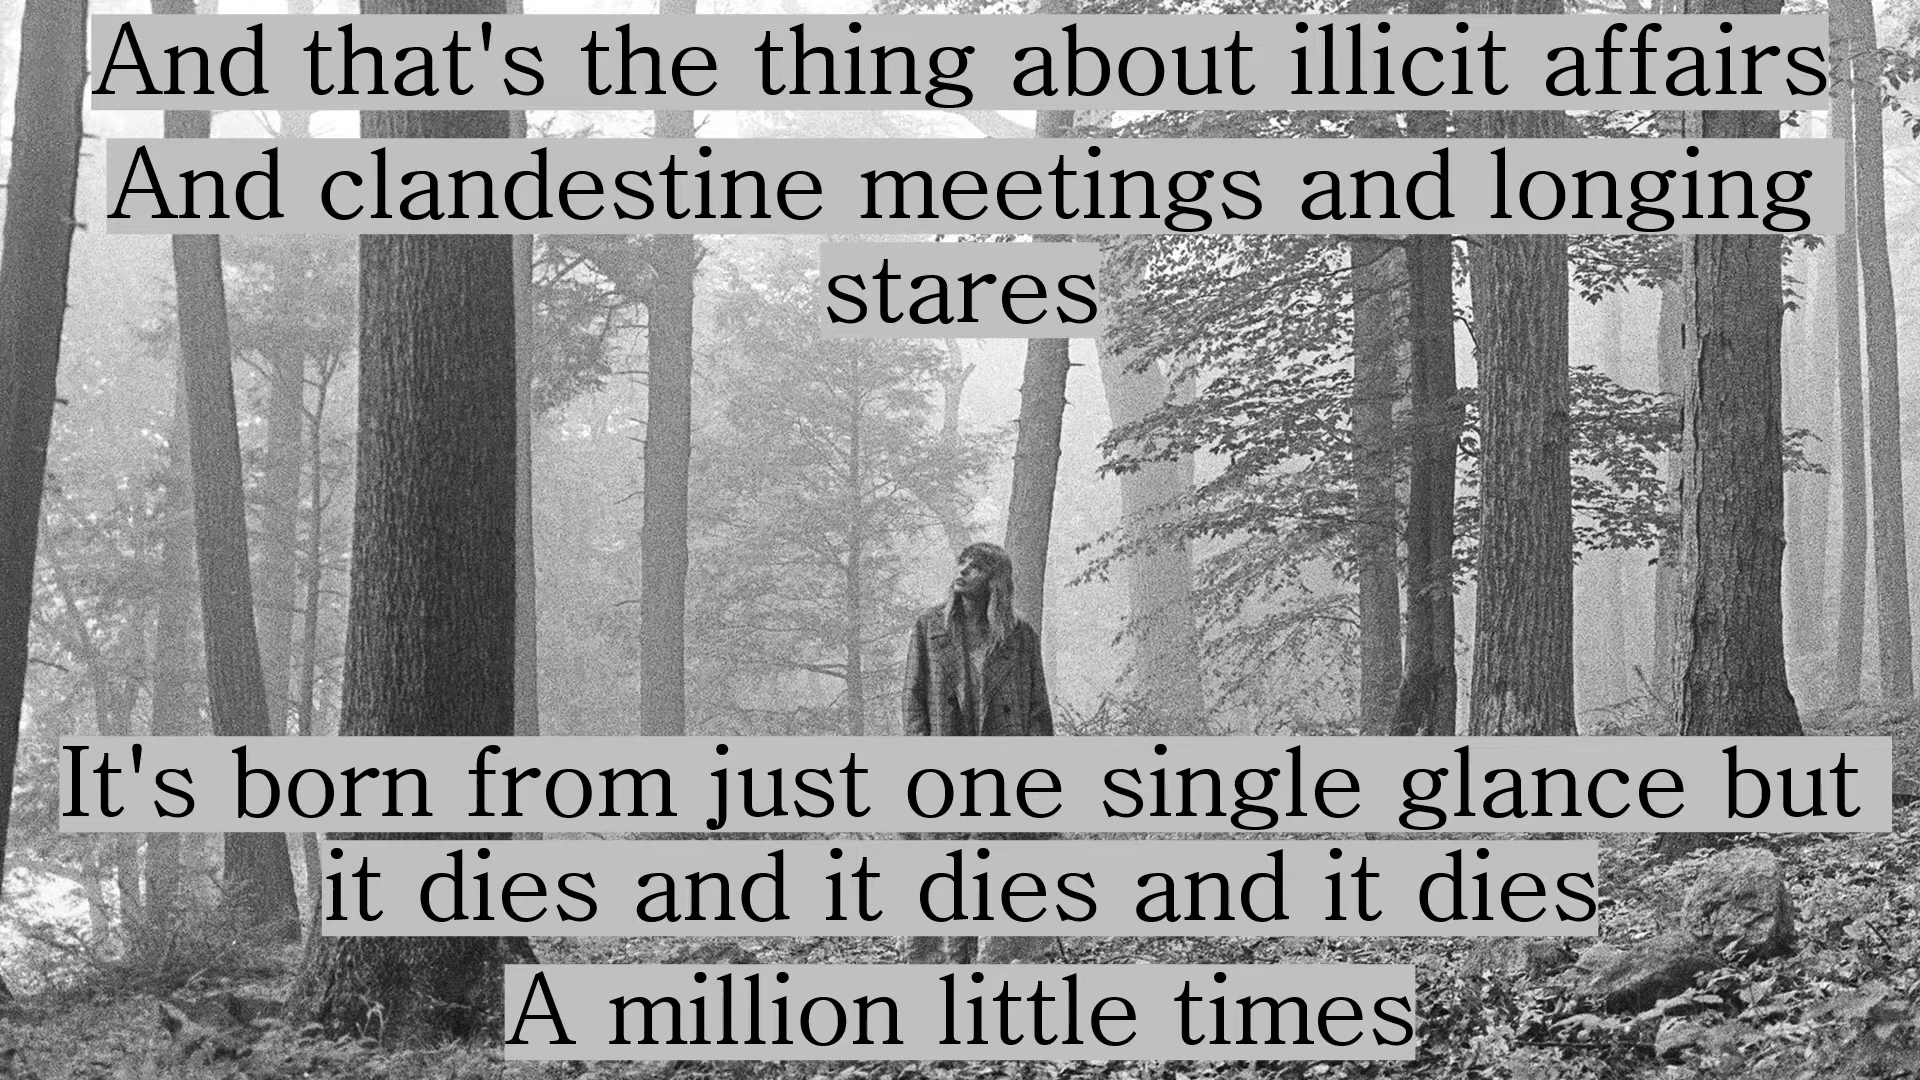 And that's the thing about illicit affairs
And clandestine meetings and longing
stares
It's born from just one single glance but
it dies and it dies and it dies
A million little times